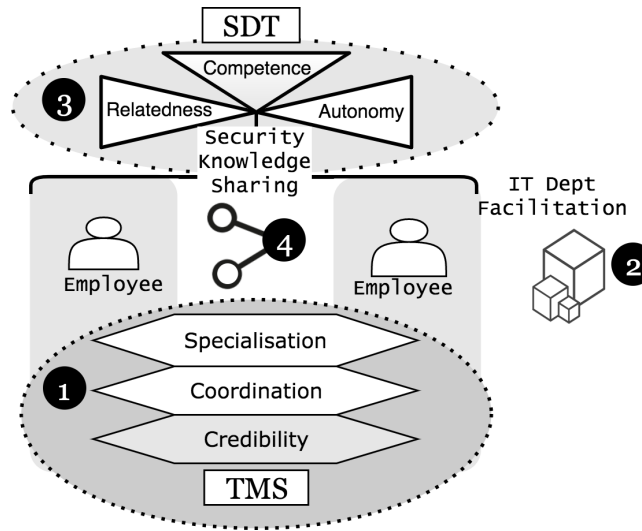 SDT
Competence
3
Relatedness
Autonomy
Security
Knowledge
Sharing
IT Dept
Facilitation
4
2
Employee
Employee
Specialisation
1
Coordination
Credibility
TMS